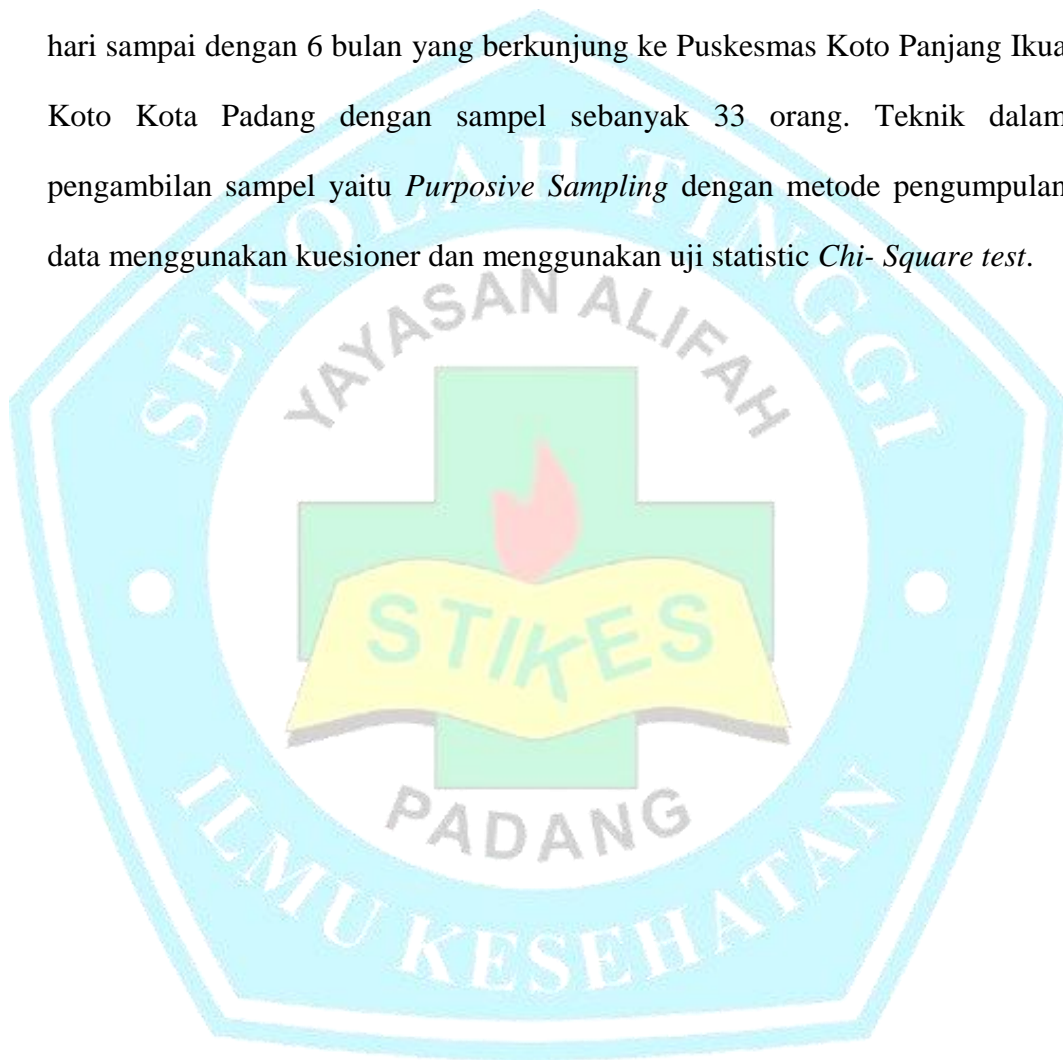 hari sampai dengan 6 bulan yang berkunjung ke Puskesmas Koto Panjang Ikua
Koto Kota Padang dengan sampel sebanyak 33 orang. Teknik dalam
pengambilan sampel yaitu Purposive Sampling dengan metode pengumpulan
data menggunakan kuesioner dan menggunakan uji statistic Chi- Square test.
SEKOLAH TINGGI
YAYASAN ALIFAH
STIKES
PADANG
ILMU KESEHATAN